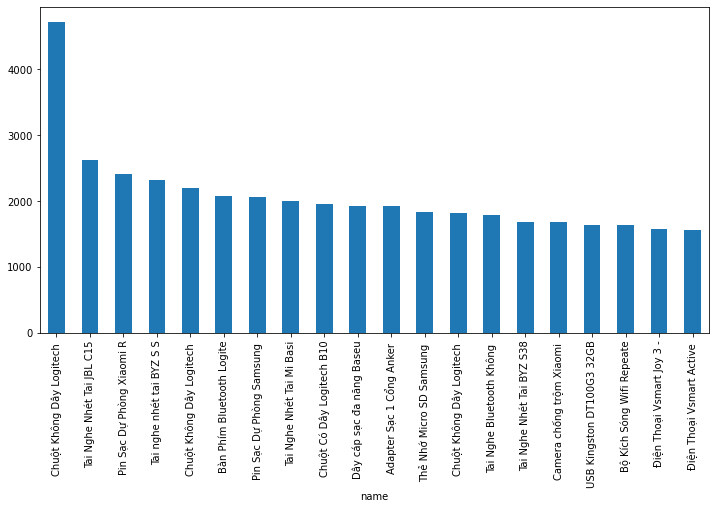 4000
3000
2000
1000
0
Chuột Không Dây Logitech
Tai Nghe Nhét Tai JBL C15
Pin Sạc Dự Phòng Xiaomi R
Tai nghe nhét tai BYZ S S
Chuột Không Dây Logitech
Bàn Phím Bluetooth Logite
Pin Sạc Dự Phòng Samsung
Tai Nghe Nhét Tai Mi Basi
Chuột Có Dây Logitech B10
Dây cáp sạc đa năng Baseu
Adapter Sạc 1 Cổng Anker
Thẻ Nhớ Micro SD Samsung
Chuột Không Dây Logitech
Tai Nghe Bluetooth Không
Tai Nghe Nhét Tai BYZ S38
Camera chống trộm Xiaomi
USB Kingston DT100G3 32GB
Bộ Kích Sóng Wifi Repeate
Điện Thoại Vsmart Joy 3 -
Điện Thoại Vsmart Active
name